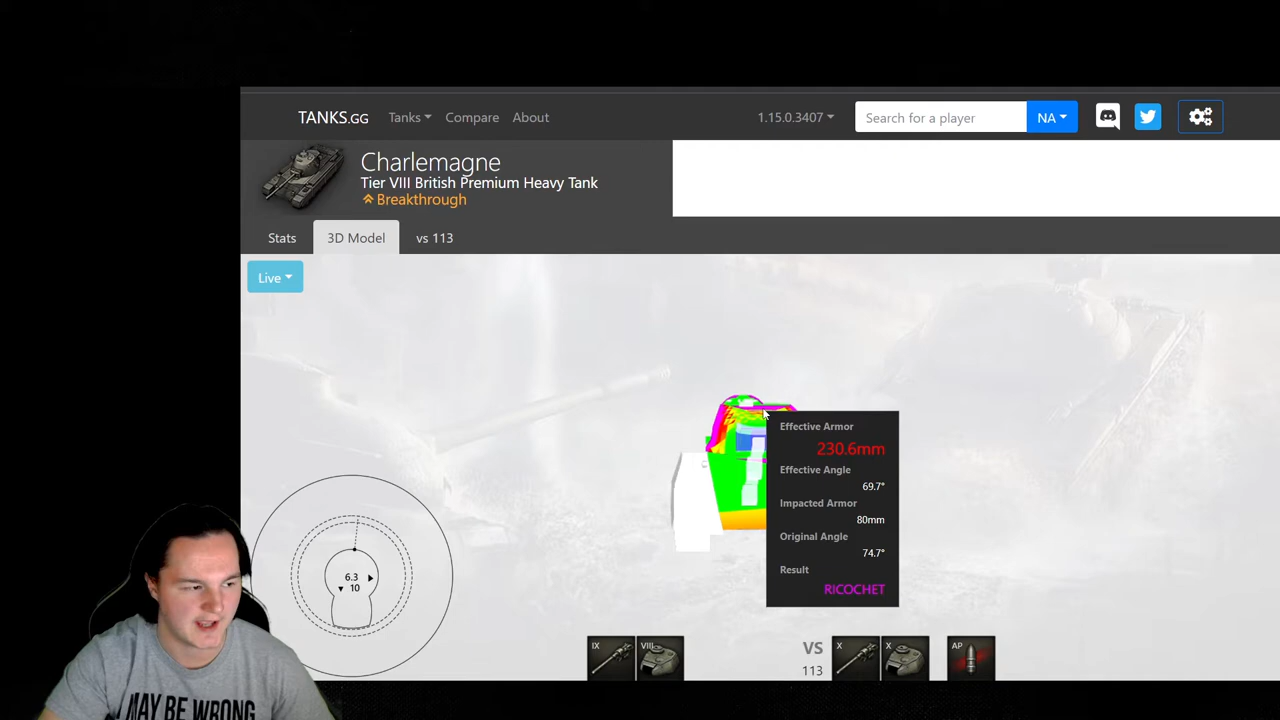 TANKS.GG
Tanks
Compare
About
1.15.0.3407
Search for a player
NA
Charlemagne
Tier VIII British Premium Heavy Tank
Breakthrough
Stats
3D Model
vs 113
Live
Effective Armor
230.6mm
Effective Angle
69.7°
Impacted Armor
80mm
Original Angle
74.7°
Result
RICOCHET
6.3
10
IX
VIII
VS
113
X
X
AP
I MAY BE WRONG